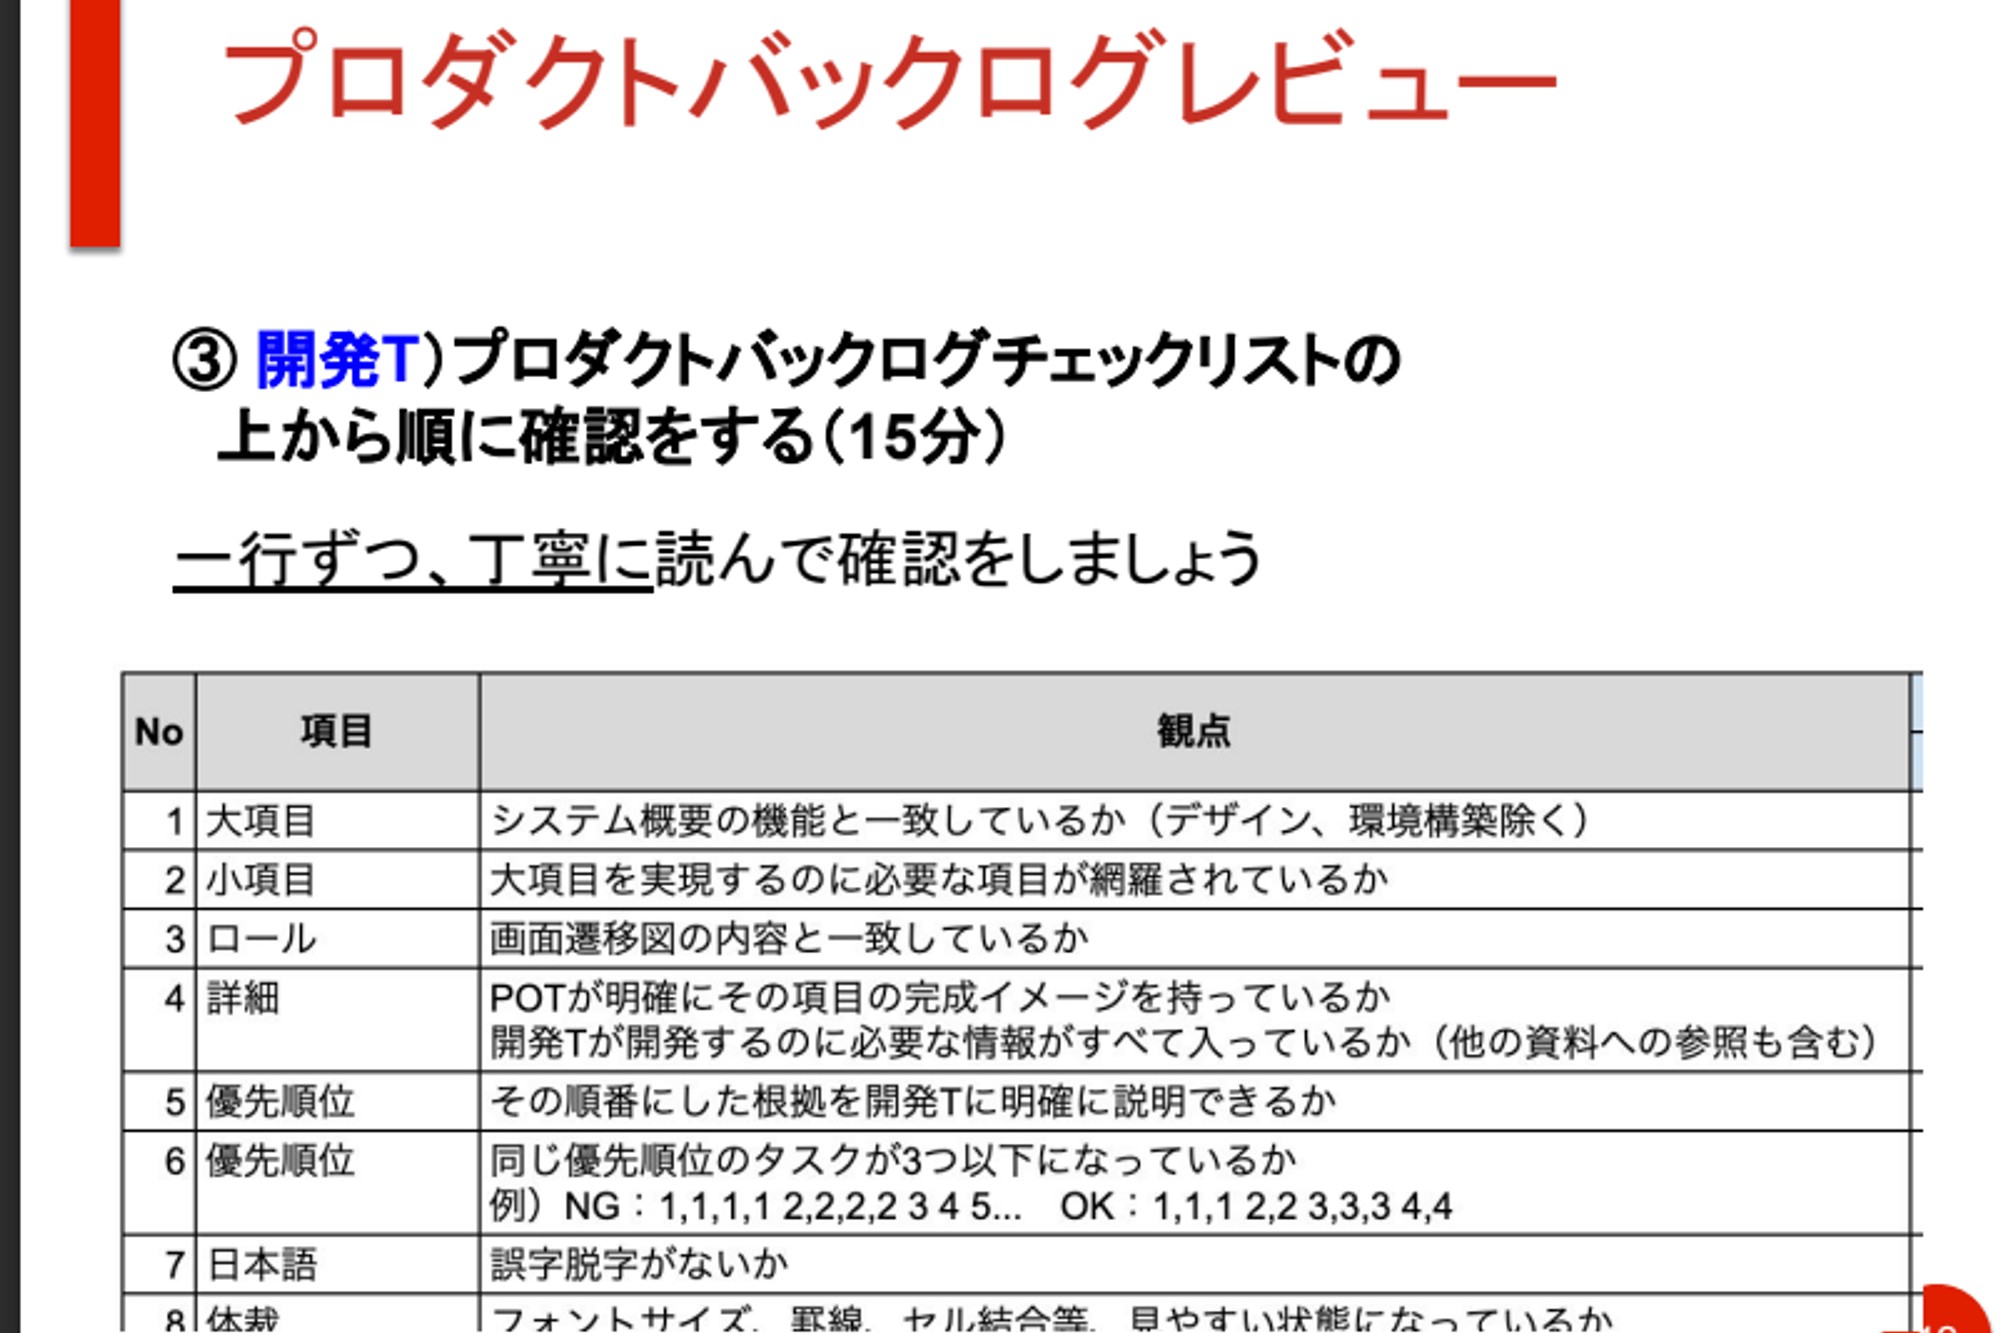 プロダクトバックログレビュー
③ 開発T）プロダクトバックログチェックリストの
上から順に確認をする（15分）
一行ずつ、丁寧に読んで確認をしましょう
No 項目 観点
1 大項目 システム概要の機能と一致しているか（デザイン、環境構築除く）
2 小項目 大項目を実現するのに必要な項目が網羅されているか
3 ロール 画面遷移図の内容と一致しているか
4 詳細 POTが明確にその項目の完成イメージを持っているか
開発Tが開発するのに必要な情報がすべて入っているか（他の資料への参照も含む）
5 優先順位 その順番にした根拠を開発Tに明確に説明できるか
6 優先順位 同じ優先順位のタスクが3つ以下になっているか
例）NG：1,1,1,1 2,2,2,2 3 4 5... OK：1,1,1 2,2 3,3,3 4,4
7 日本語 誤字脱字がないか
8 体裁 フォントサイズ、罫線、セル結合等、見やすい状態になっているか